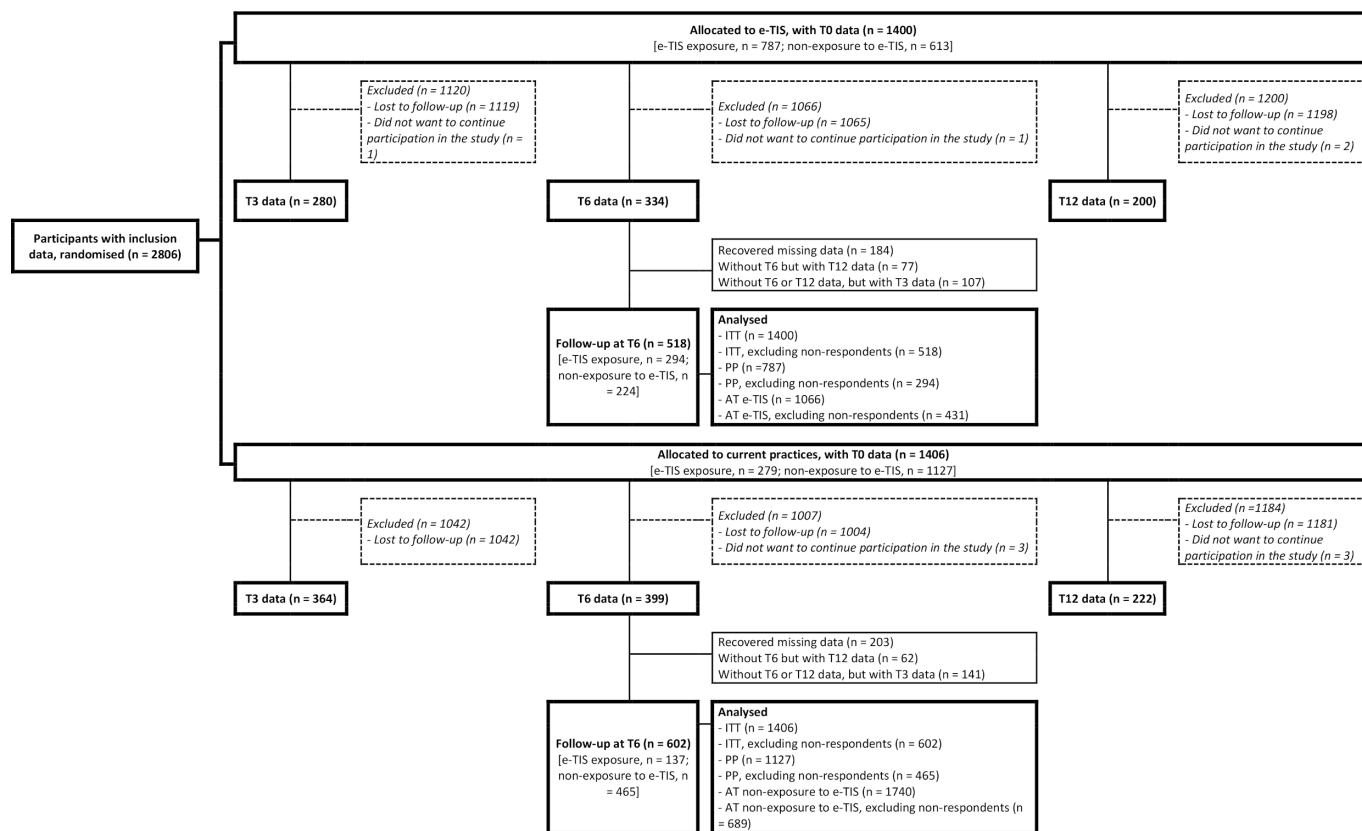 Allocated to e-TIS, with T0 data (n = 1400)
[e-TIS exposure, n = 787; non-exposure to e-TIS, n = 613]
Excluded (n = 1120)
- Lost to follow-up (n = 1119)
- Did not want to continue
participation in the study (n =
1)
Excluded (n = 1066)
- Lost to follow-up (n = 1065)
- Did not want to continue participation in the study (n = 1)
Excluded (n = 1200)
- Lost to follow-up (n = 1198)
- Did not want to continue
participation in the study (n = 2)
T3 data (n = 280)
T6 data (n = 334)
T12 data (n = 200)
Participants with inclusion
data, randomised (n = 2806)
Recovered missing data (n = 184)
Without T6 but with T12 data (n = 77)
Without T6 or T12 data, but with T3 data (n = 107)
Follow-up at T6 (n = 518)
[e-TIS exposure, n = 294;
non-exposure to e-TIS, n
= 224]
Analysed
- ITT (n = 1400)
- ITT, excluding non-respondents (n = 518)
- PP (n =787)
- PP, excluding non-respondents (n = 294)
- AT e-TIS (n = 1066)
- AT e-TIS, excluding non-respondents (n = 431)
Allocated to current practices, with T0 data (n = 1406)
[e-TIS exposure, n = 279; non-exposure to e-TIS, n = 1127]
Excluded (n = 1042)
- Lost to follow-up (n = 1042)
Excluded (n = 1007)
- Lost to follow-up (n = 1004)
- Did not want to continue participation in the study (n = 3)
Excluded (n =1184)
- Lost to follow-up (n = 1181)
- Did not want to continue
participation in the study (n = 3)
T3 data (n = 364)
T6 data (n = 399)
T12 data (n = 222)
Recovered missing data (n = 203)
Without T6 but with T12 data (n = 62)
Without T6 or T12 data, but with T3 data (n = 141)
Follow-up at T6 (n = 602)
[e-TIS exposure, n = 137;
non-exposure to e-TIS, n
= 465]
Analysed
- ITT (n = 1406)
- ITT, excluding non-respondents (n = 602)
- PP (n = 1127)
- PP, excluding non-respondents (n = 465)
- AT non-exposure to e-TIS (n = 1740)
- AT non-exposure to e-TIS, excluding non-respondents (n
= 689)